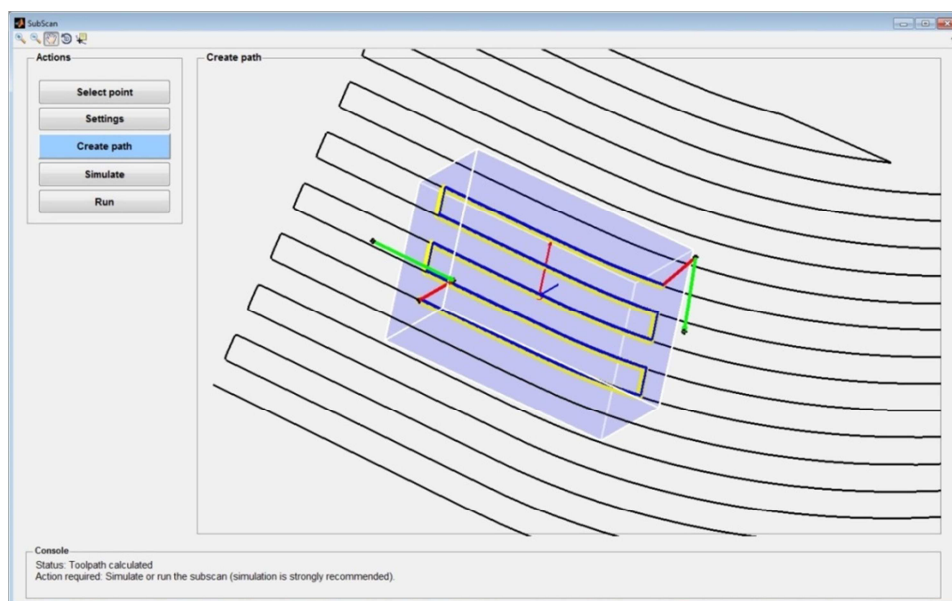 SubScan
Actions
Create path
Select point
Settings
Create path
Simulate
Run
Console
Status: Toolpath calculated
Action required: Simulate or run the subscan (simulation is strongly recommended).